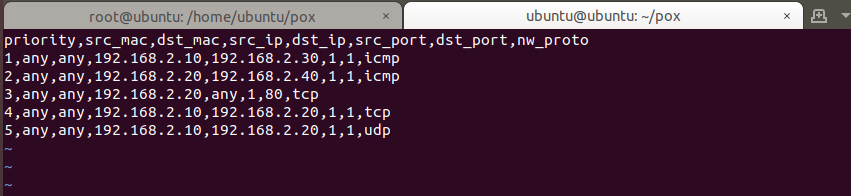 root@ubuntu: /home/ubuntu/pox × ubuntu@ubuntu: ~/pox ×
priority,src_mac,dst_mac,src_ip,dst_ip,src_port,dst_port,nw_proto
1,any,any,192.168.2.10,192.168.2.30,1,1,icmp
2,any,any,192.168.2.20,192.168.2.40,1,1,icmp
3,any,any,192.168.2.20,any,1,80,tcp
4,any,any,192.168.2.10,192.168.2.20,1,1,tcp
5,any,any,192.168.2.10,192.168.2.20,1,1,udp
~
~
~